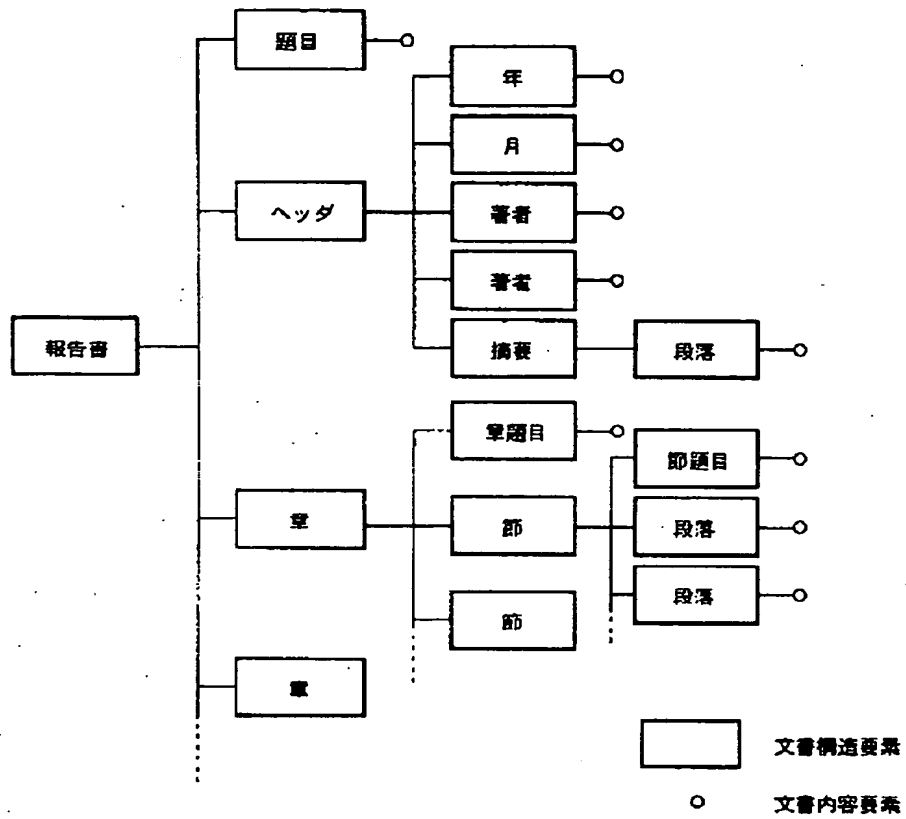 題目
年
月
ヘッダ
著者
著者
報告書
摘要
段落
章題目
節題目
章
節
段落
段落
節
章
文書構造要素
文書内容要素